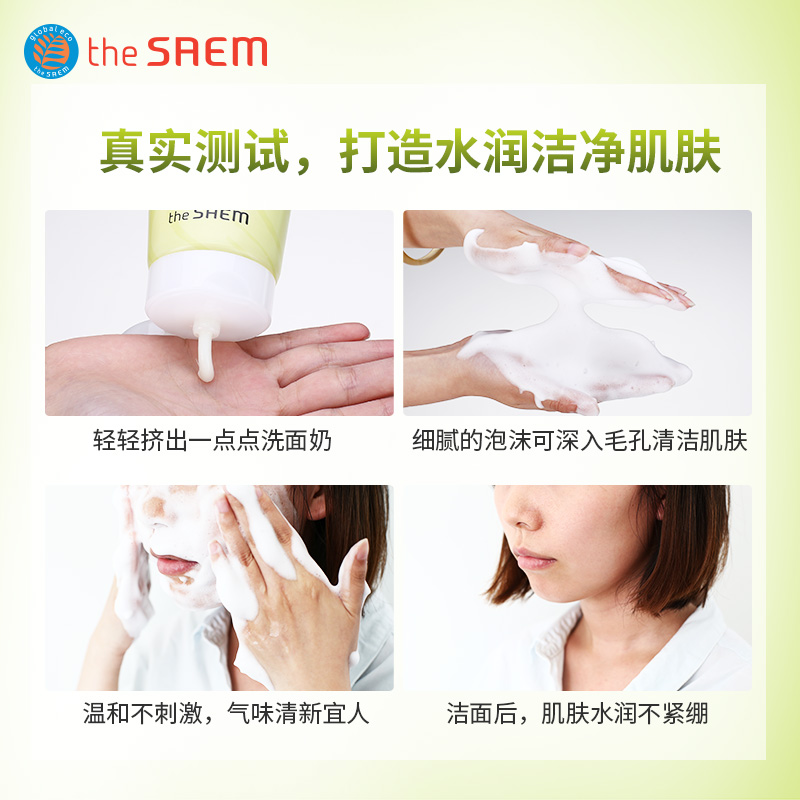 global eco
the SAEM
the SAEM
真实测试，打造水润洁净肌肤
the SAEM
轻轻挤出一点点洗面奶
细腻的泡沫可深入毛孔清洁肌肤
温和不刺激，气味清新宜人
洁面后，肌肤水润不紧绷